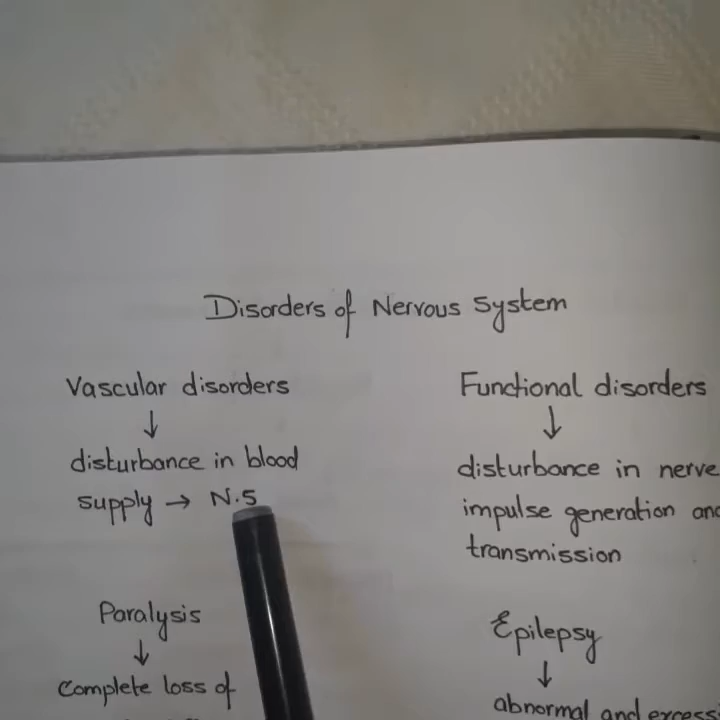 Disorders of Nervous System
Vascular disorders
↓
disturbance in blood
supply → N.S
Functional disorders
↓
disturbance in nerve
impulse generation and
transmission
Paralysis
↓
Complete loss of
Epilepsy
↓
abnormal and